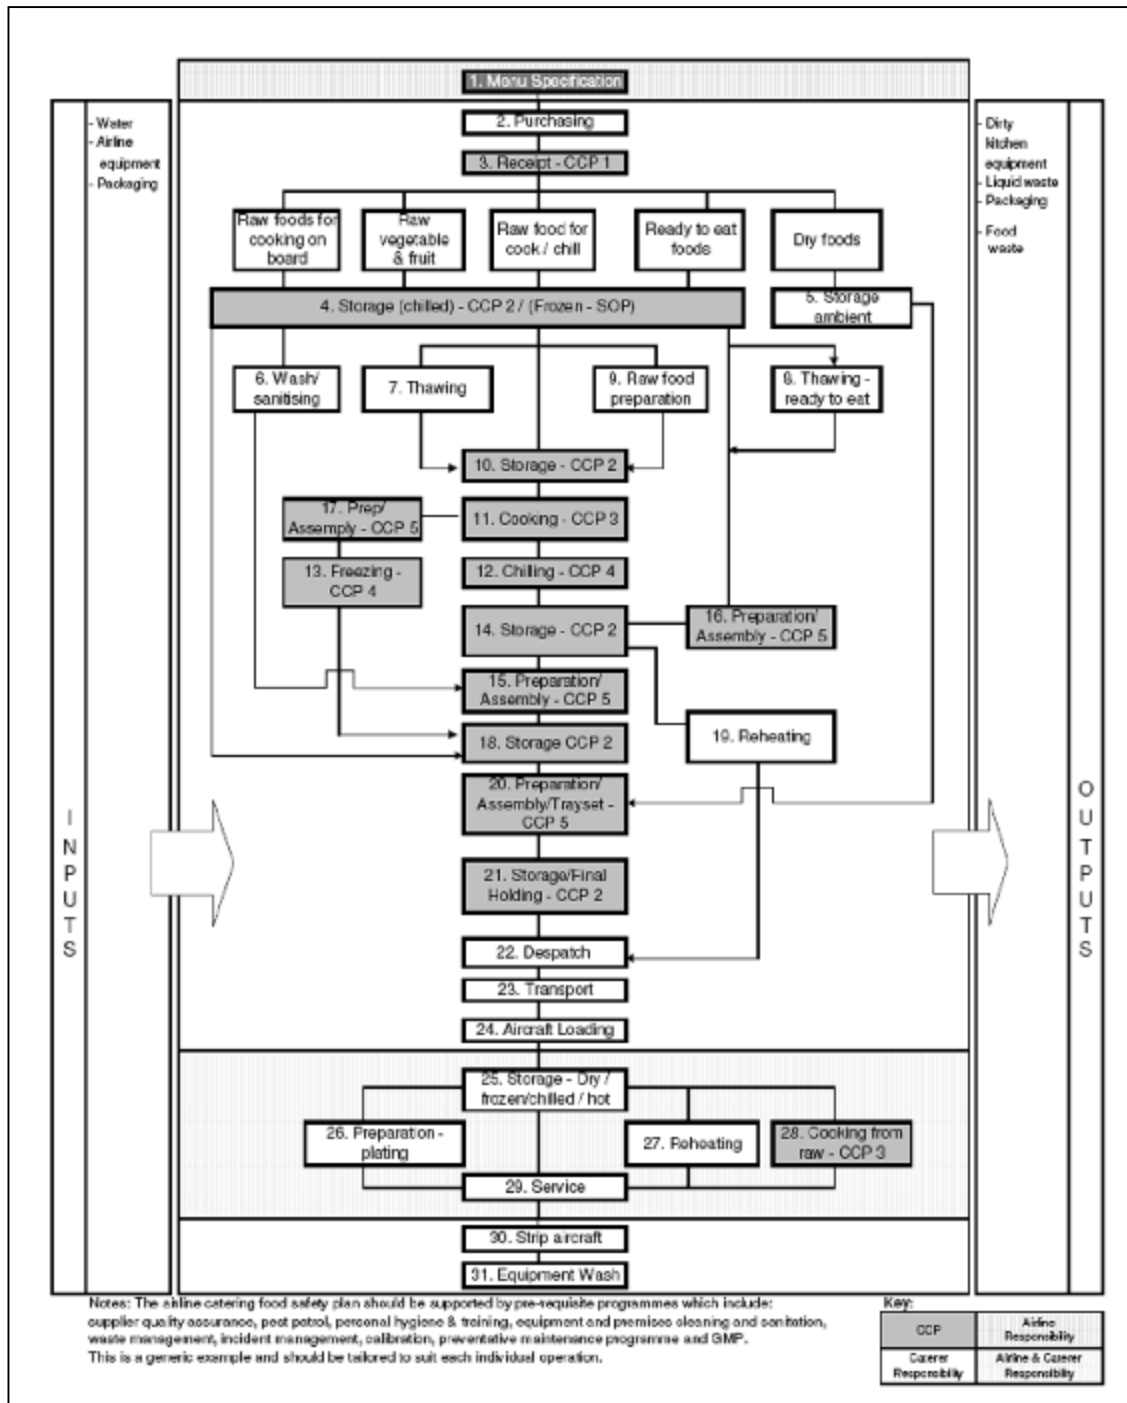 1. Menu Specification
2. Purchasing
3. Receipt - CCP 1
- Water
- Airline
equipment
- Packaging
- Dirty
kitchen
equipment
- Liquid waste
- Packaging
- Food
waste
Raw foods for
cooking on
board
Raw
vegetable
& fruit
Raw food for
cook / chill
Ready to eat
foods
Dry foods
4. Storage (chilled) - CCP 2 / (Frozen - SOP)
5. Storage
ambient
6. Wash/
sanitising
7. Thawing
9. Raw food
preparation
8. Thawing -
ready to eat
10. Storage - CCP 2
17. Prep/
Assemply - CCP 5
11. Cooking - CCP 3
13. Freezing -
CCP 4
12. Chilling - CCP 4
14. Storage - CCP 2
16. Preparation/
Assembly - CCP 5
15. Preparation/
Assembly - CCP 5
18. Storage CCP 2
19. Reheating
20. Preparation/
Assembly/Trayset -
CCP 5
21. Storage/Final
Holding - CCP 2
INPUTS
OUTPUTS
22. Despatch
23. Transport
24. Aircraft Loading
25. Storage - Dry /
frozen/chilled / hot
26. Preparation -
plating
27. Reheating
28. Cooking from
raw - CCP 3
29. Service
30. Strip aircraft
31. Equipment Wash
Notes: The airline catering food safety plan should be supported by pre-requisite programmes which include:
supplier quality assurance, pest patrol, personal hygiene & training, equipment and premises cleaning and sanitation,
waste management, incident management, calibration, preventative maintenance programme and GMP.
This is a generic example and should be tailored to suit each individual operation.
Key:
CCP
Airline
Responsibility
Caterer
Responsibility
Airline & Caterer
Responsibility